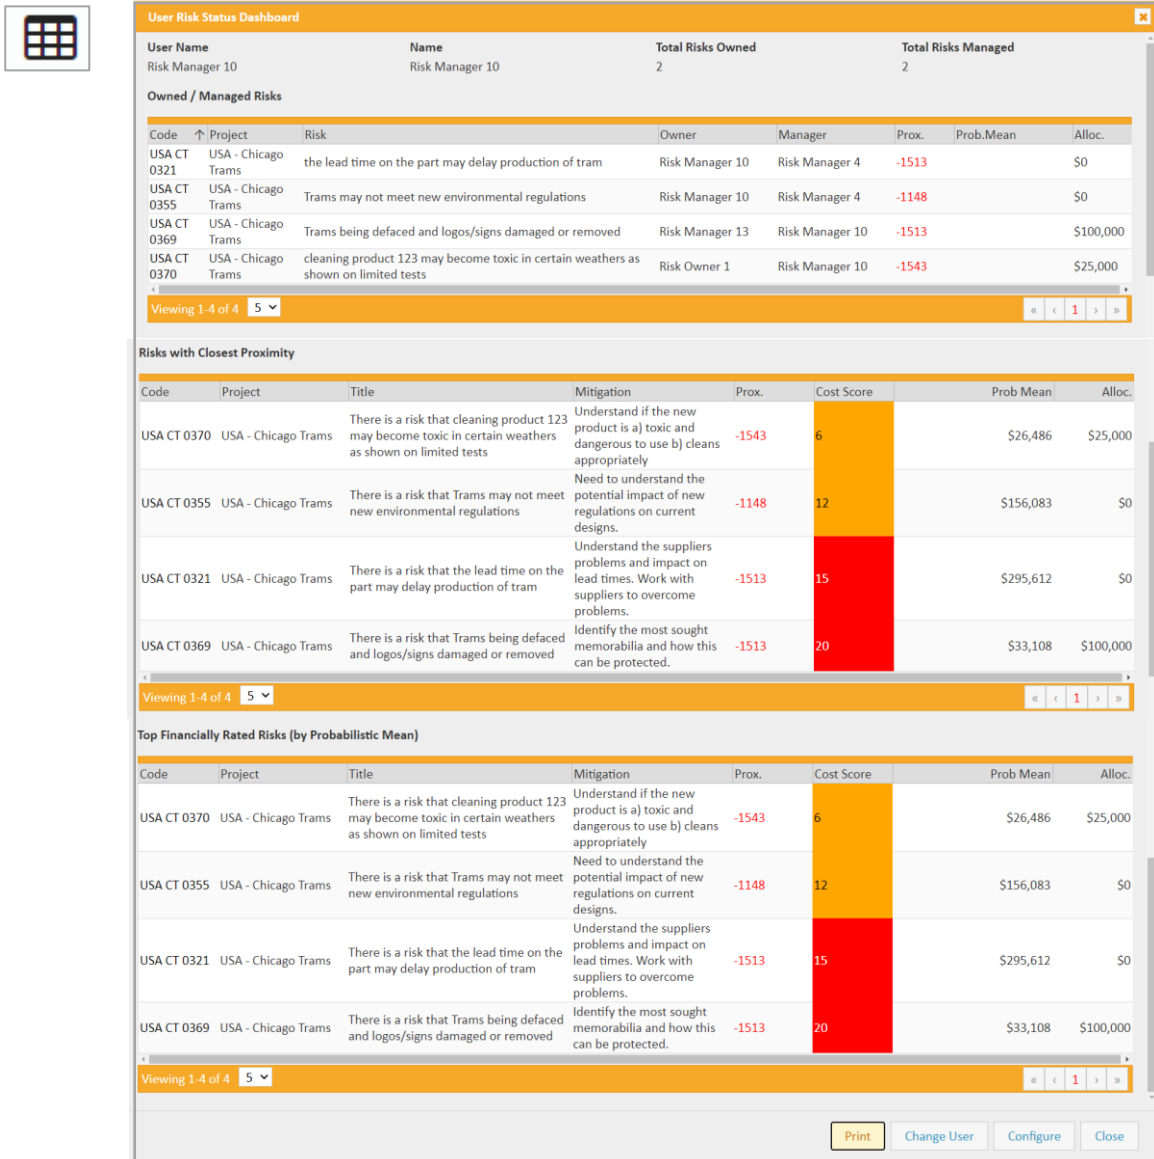 User Risk Status Dashboard
User Name Name Total Risks Owned Total Risks Managed
Risk Manager 10 Risk Manager 10 2 2
Owned / Managed Risks
Code Project Risk Owner Manager Prox. Prob.Mean Alloc.
USA CT 0321 USA - Chicago Trams the lead time on the part may delay production of tram Risk Manager 10 Risk Manager 4 -1513 $0
USA CT 0355 USA - Chicago Trams Trams may not meet new environmental regulations Risk Manager 10 Risk Manager 4 -1148 $0
USA CT 0369 USA - Chicago Trams Trams being defaced and logos/signs damaged or removed Risk Manager 13 Risk Manager 10 -1513 $100,000
USA CT 0370 USA - Chicago Trams cleaning product 123 may become toxic in certain weathers as shown on limited tests Risk Owner 1 Risk Manager 10 -1543 $25,000
Viewing 1-4 of 4 5 « ‹ 1 › »
Risks with Closest Proximity
Code Project Title Mitigation Prox. Cost Score Prob Mean Alloc.
USA CT 0370 USA - Chicago Trams There is a risk that cleaning product 123 may become toxic in certain weathers as shown on limited tests Understand if the new product is a) toxic and dangerous to use b) cleans appropriately -1543 6 $26,486 $25,000
USA CT 0355 USA - Chicago Trams There is a risk that Trams may not meet new environmental regulations Need to understand the potential impact of new regulations on current designs. -1148 12 $156,083 $0
USA CT 0321 USA - Chicago Trams There is a risk that the lead time on the part may delay production of tram Understand the suppliers problems and impact on lead times. Work with suppliers to overcome problems. -1513 15 $295,612 $0
USA CT 0369 USA - Chicago Trams There is a risk that Trams being defaced and logos/signs damaged or removed Identify the most sought memorabilia and how this can be protected. -1513 20 $33,108 $100,000
Viewing 1-4 of 4 5 « ‹ 1 › »
Top Financially Rated Risks (by Probabilistic Mean)
Code Project Title Mitigation Prox. Cost Score Prob Mean Alloc.
USA CT 0370 USA - Chicago Trams There is a risk that cleaning product 123 may become toxic in certain weathers as shown on limited tests Understand if the new product is a) toxic and dangerous to use b) cleans appropriately -1543 6 $26,486 $25,000
USA CT 0355 USA - Chicago Trams There is a risk that Trams may not meet new environmental regulations Need to understand the potential impact of new regulations on current designs. -1148 12 $156,083 $0
USA CT 0321 USA - Chicago Trams There is a risk that the lead time on the part may delay production of tram Understand the suppliers problems and impact on lead times. Work with suppliers to overcome problems. -1513 15 $295,612 $0
USA CT 0369 USA - Chicago Trams There is a risk that Trams being defaced and logos/signs damaged or removed Identify the most sought memorabilia and how this can be protected. -1513 20 $33,108 $100,000
Viewing 1-4 of 4 5 « ‹ 1 › »
Print Change User Configure Close